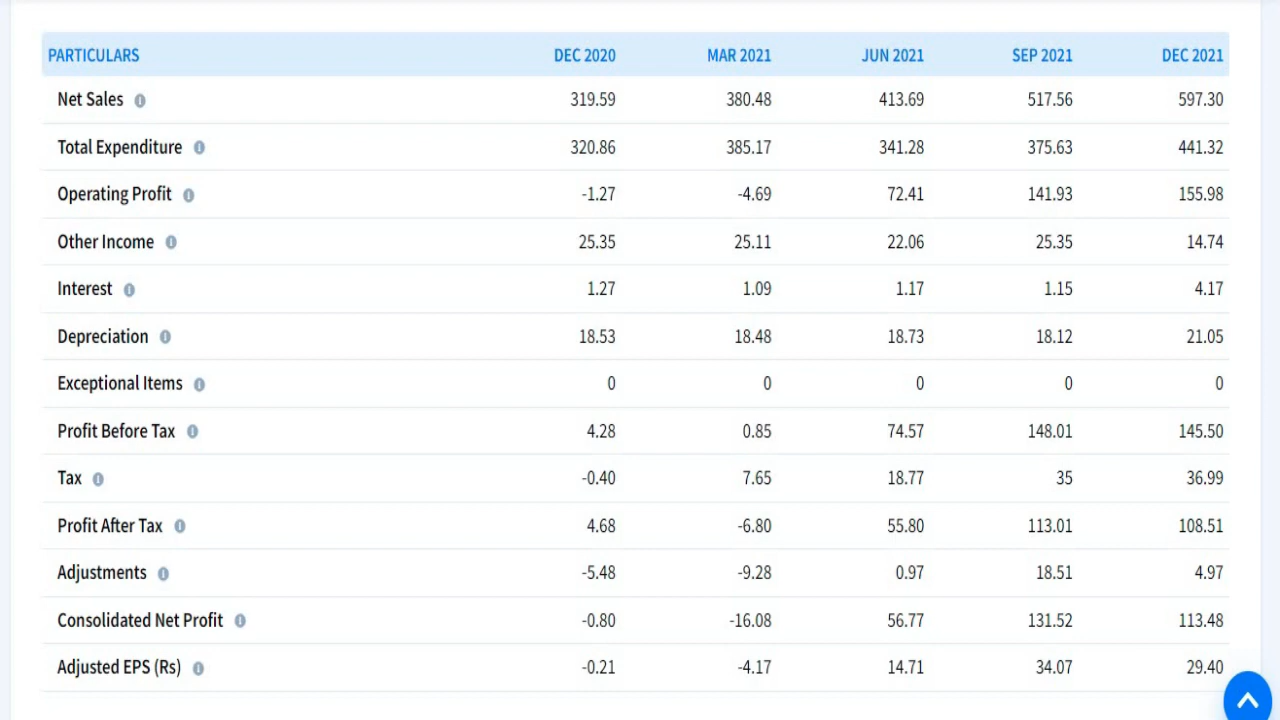 PARTICULARS DEC 2020 MAR 2021 JUN 2021 SEP 2021 DEC 2021
Net Sales 319.59 380.48 413.69 517.56 597.30
Total Expenditure 320.86 385.17 341.28 375.63 441.32
Operating Profit -1.27 -4.69 72.41 141.93 155.98
Other Income 25.35 25.11 22.06 25.35 14.74
Interest 1.27 1.09 1.17 1.15 4.17
Depreciation 18.53 18.48 18.73 18.12 21.05
Exceptional Items 0 0 0 0 0
Profit Before Tax 4.28 0.85 74.57 148.01 145.50
Tax -0.40 7.65 18.77 35 36.99
Profit After Tax 4.68 -6.80 55.80 113.01 108.51
Adjustments -5.48 -9.28 0.97 18.51 4.97
Consolidated Net Profit -0.80 -16.08 56.77 131.52 113.48
Adjusted EPS (Rs) -0.21 -4.17 14.71 34.07 29.40